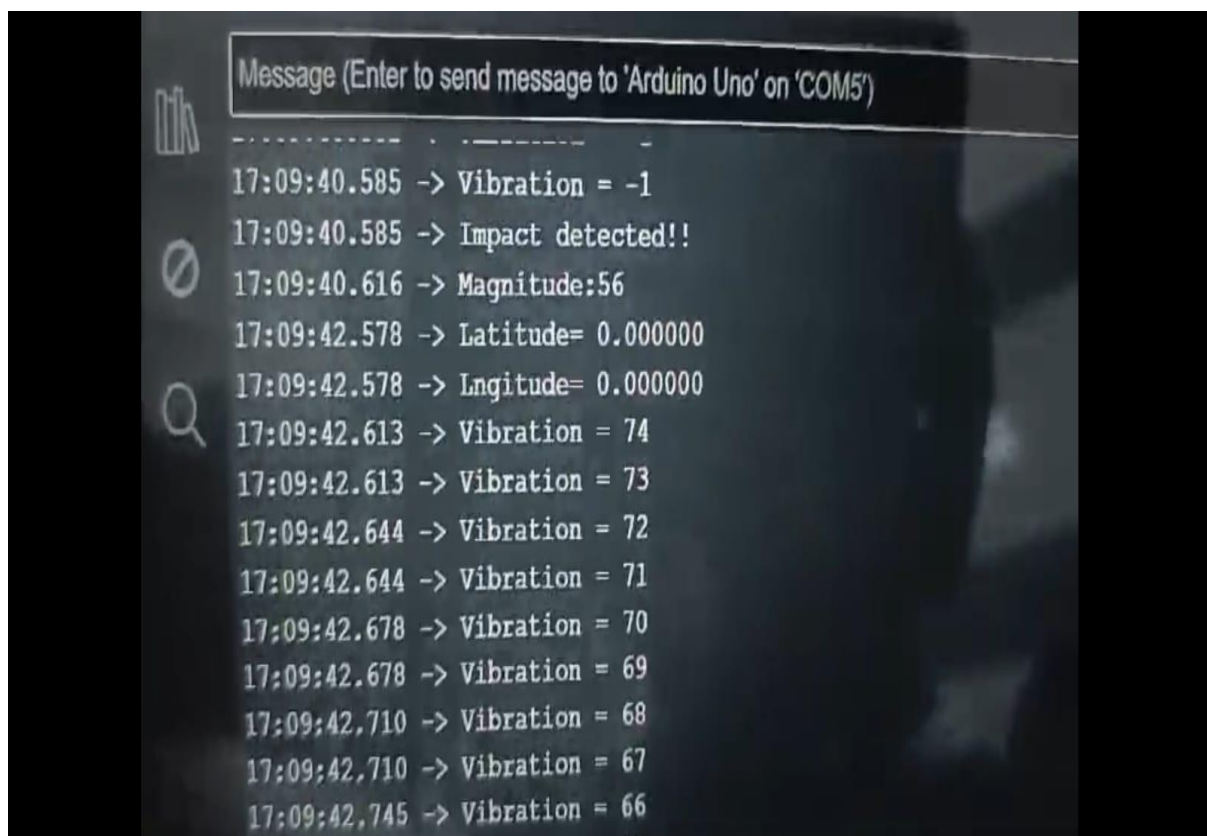 Message (Enter to send message to 'Arduino Uno' on 'COM5')
17:09:40.585 -> Vibration = -1
17:09:40.585 -> Impact detected!!
17:09:40.616 -> Magnitude:56
17:09:42.578 -> Latitude= 0.000000
17:09:42.578 -> Lngitude= 0.000000
17:09:42.613 -> Vibration = 74
17:09:42.613 -> Vibration = 73
17:09:42.644 -> Vibration = 72
17:09:42.644 -> Vibration = 71
17:09:42.678 -> Vibration = 70
17:09:42.678 -> Vibration = 69
17:09:42.710 -> Vibration = 68
17:09:42.710 -> Vibration = 67
17:09:42.745 -> Vibration = 66